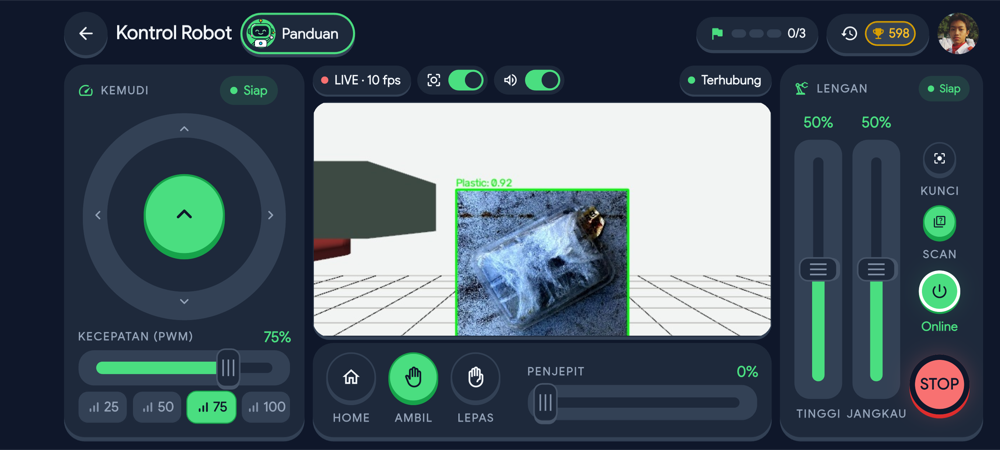 Kontrol Robot
Panduan
0/3
598
KEMUDI
Siap
LIVE · 10 fps
Terhubung
LENGAN
Siap
50%
50%
Plastic: 0.92
KUNCI
SCAN
Online
KECEPATAN (PWM)
75%
25
50
75
100
HOME
AMBIL
LEPAS
PENJEPIT
0%
STOP
TINGGI
JANGKAU